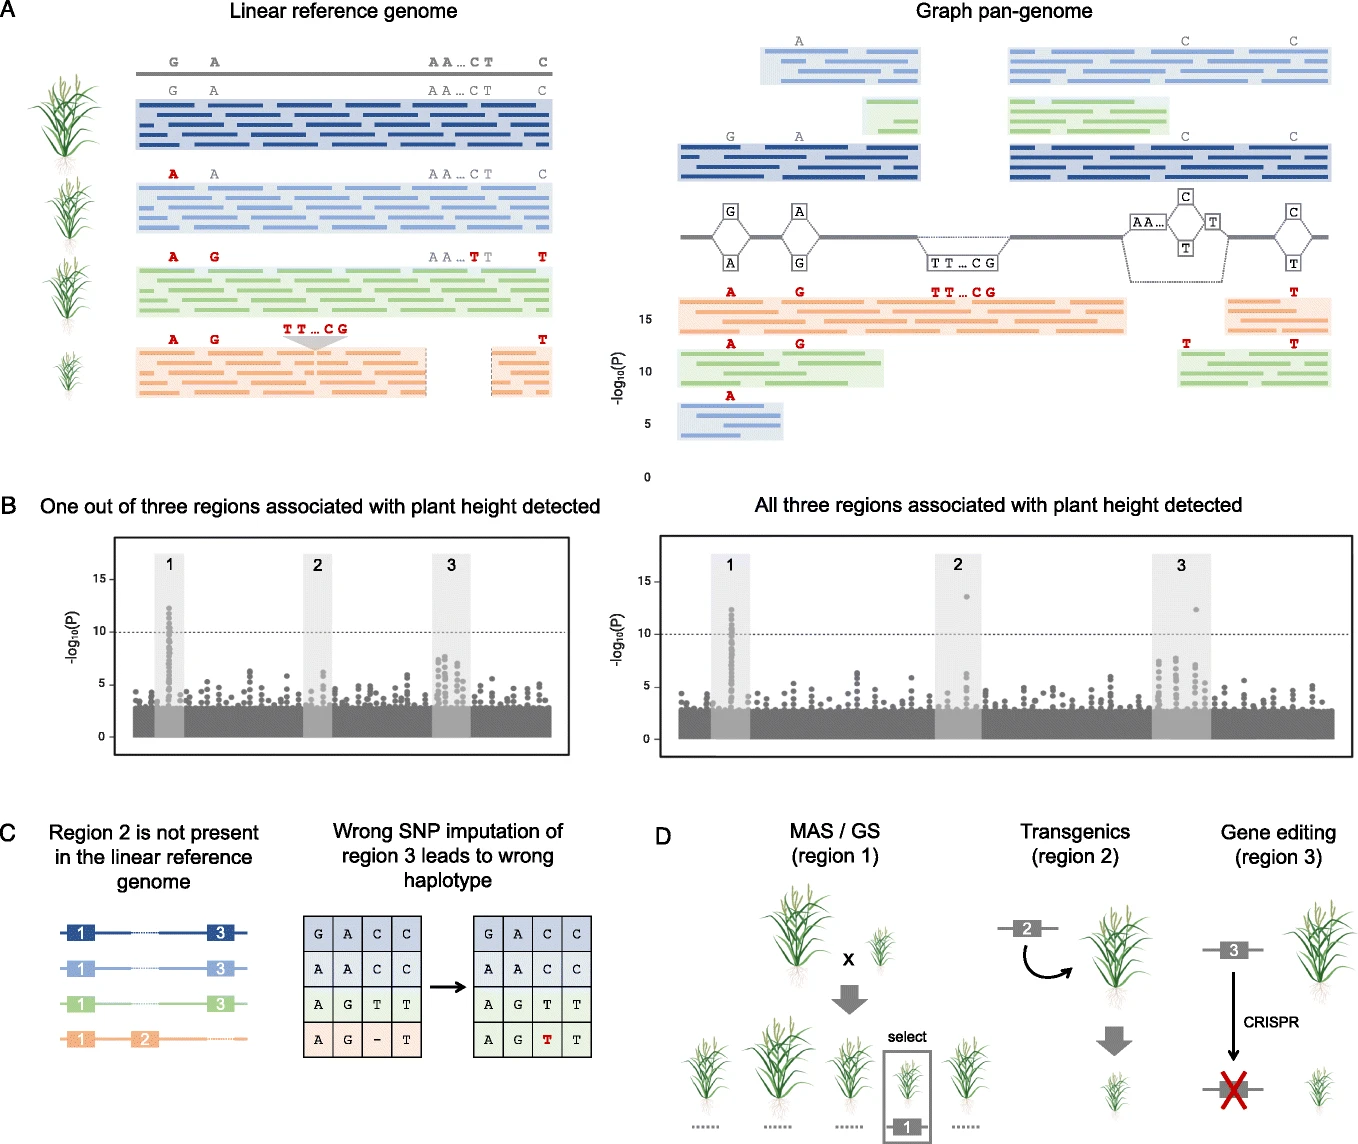 A
Linear reference genome
G A AA...CT C
G A AA...CT C
A A AA...CT C
A G AA...TT T
TT...CG
A G T
Graph pan-genome
A C C
G A C C
G A C C
AA... T
A G T T
TT...CG
A G TT...CG T
A G T T
A
15
10
5
0
-log10(P)
B
One out of three regions associated with plant height detected
1 2 3
15
10
5
0
-log10(P)
All three regions associated with plant height detected
1 2 3
15
10
5
0
-log10(P)
C
Region 2 is not present
in the linear reference
genome
1 3
1 3
1 3
1 2
Wrong SNP imputation of
region 3 leads to wrong
haplotype
G A C C
A A C C
A G T T
A G - T
G A C C
A A C C
A G T T
A G T T
D
MAS / GS
(region 1)
x
select
1
Transgenics
(region 2)
2
Gene editing
(region 3)
3
CRISPR